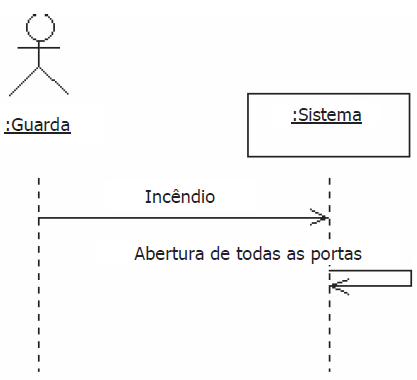 :Guarda
:Sistema
Incêndio
Abertura de todas as portas